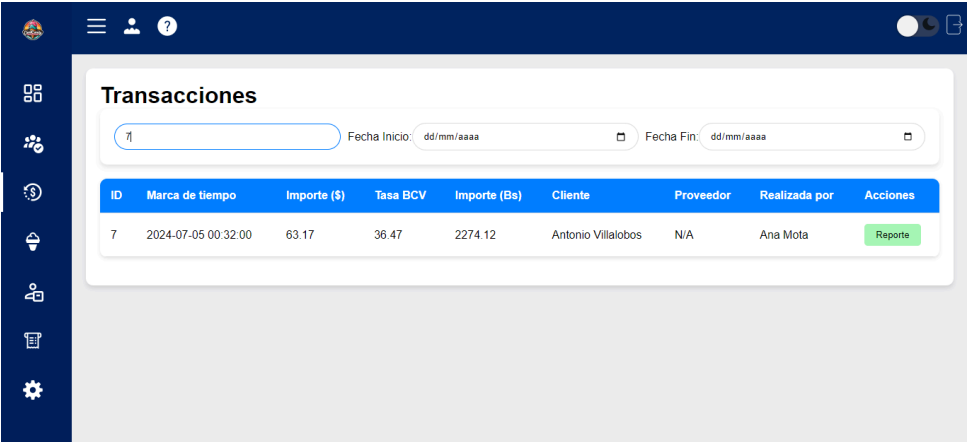 ?
Transacciones
7 Fecha Inicio: dd/mm/aaaa Fecha Fin: dd/mm/aaaa
ID Marca de tiempo Importe ($) Tasa BCV Importe (Bs) Cliente Proveedor Realizada por Acciones
7 2024-07-05 00:32:00 63.17 36.47 2274.12 Antonio Villalobos N/A Ana Mota Reporte